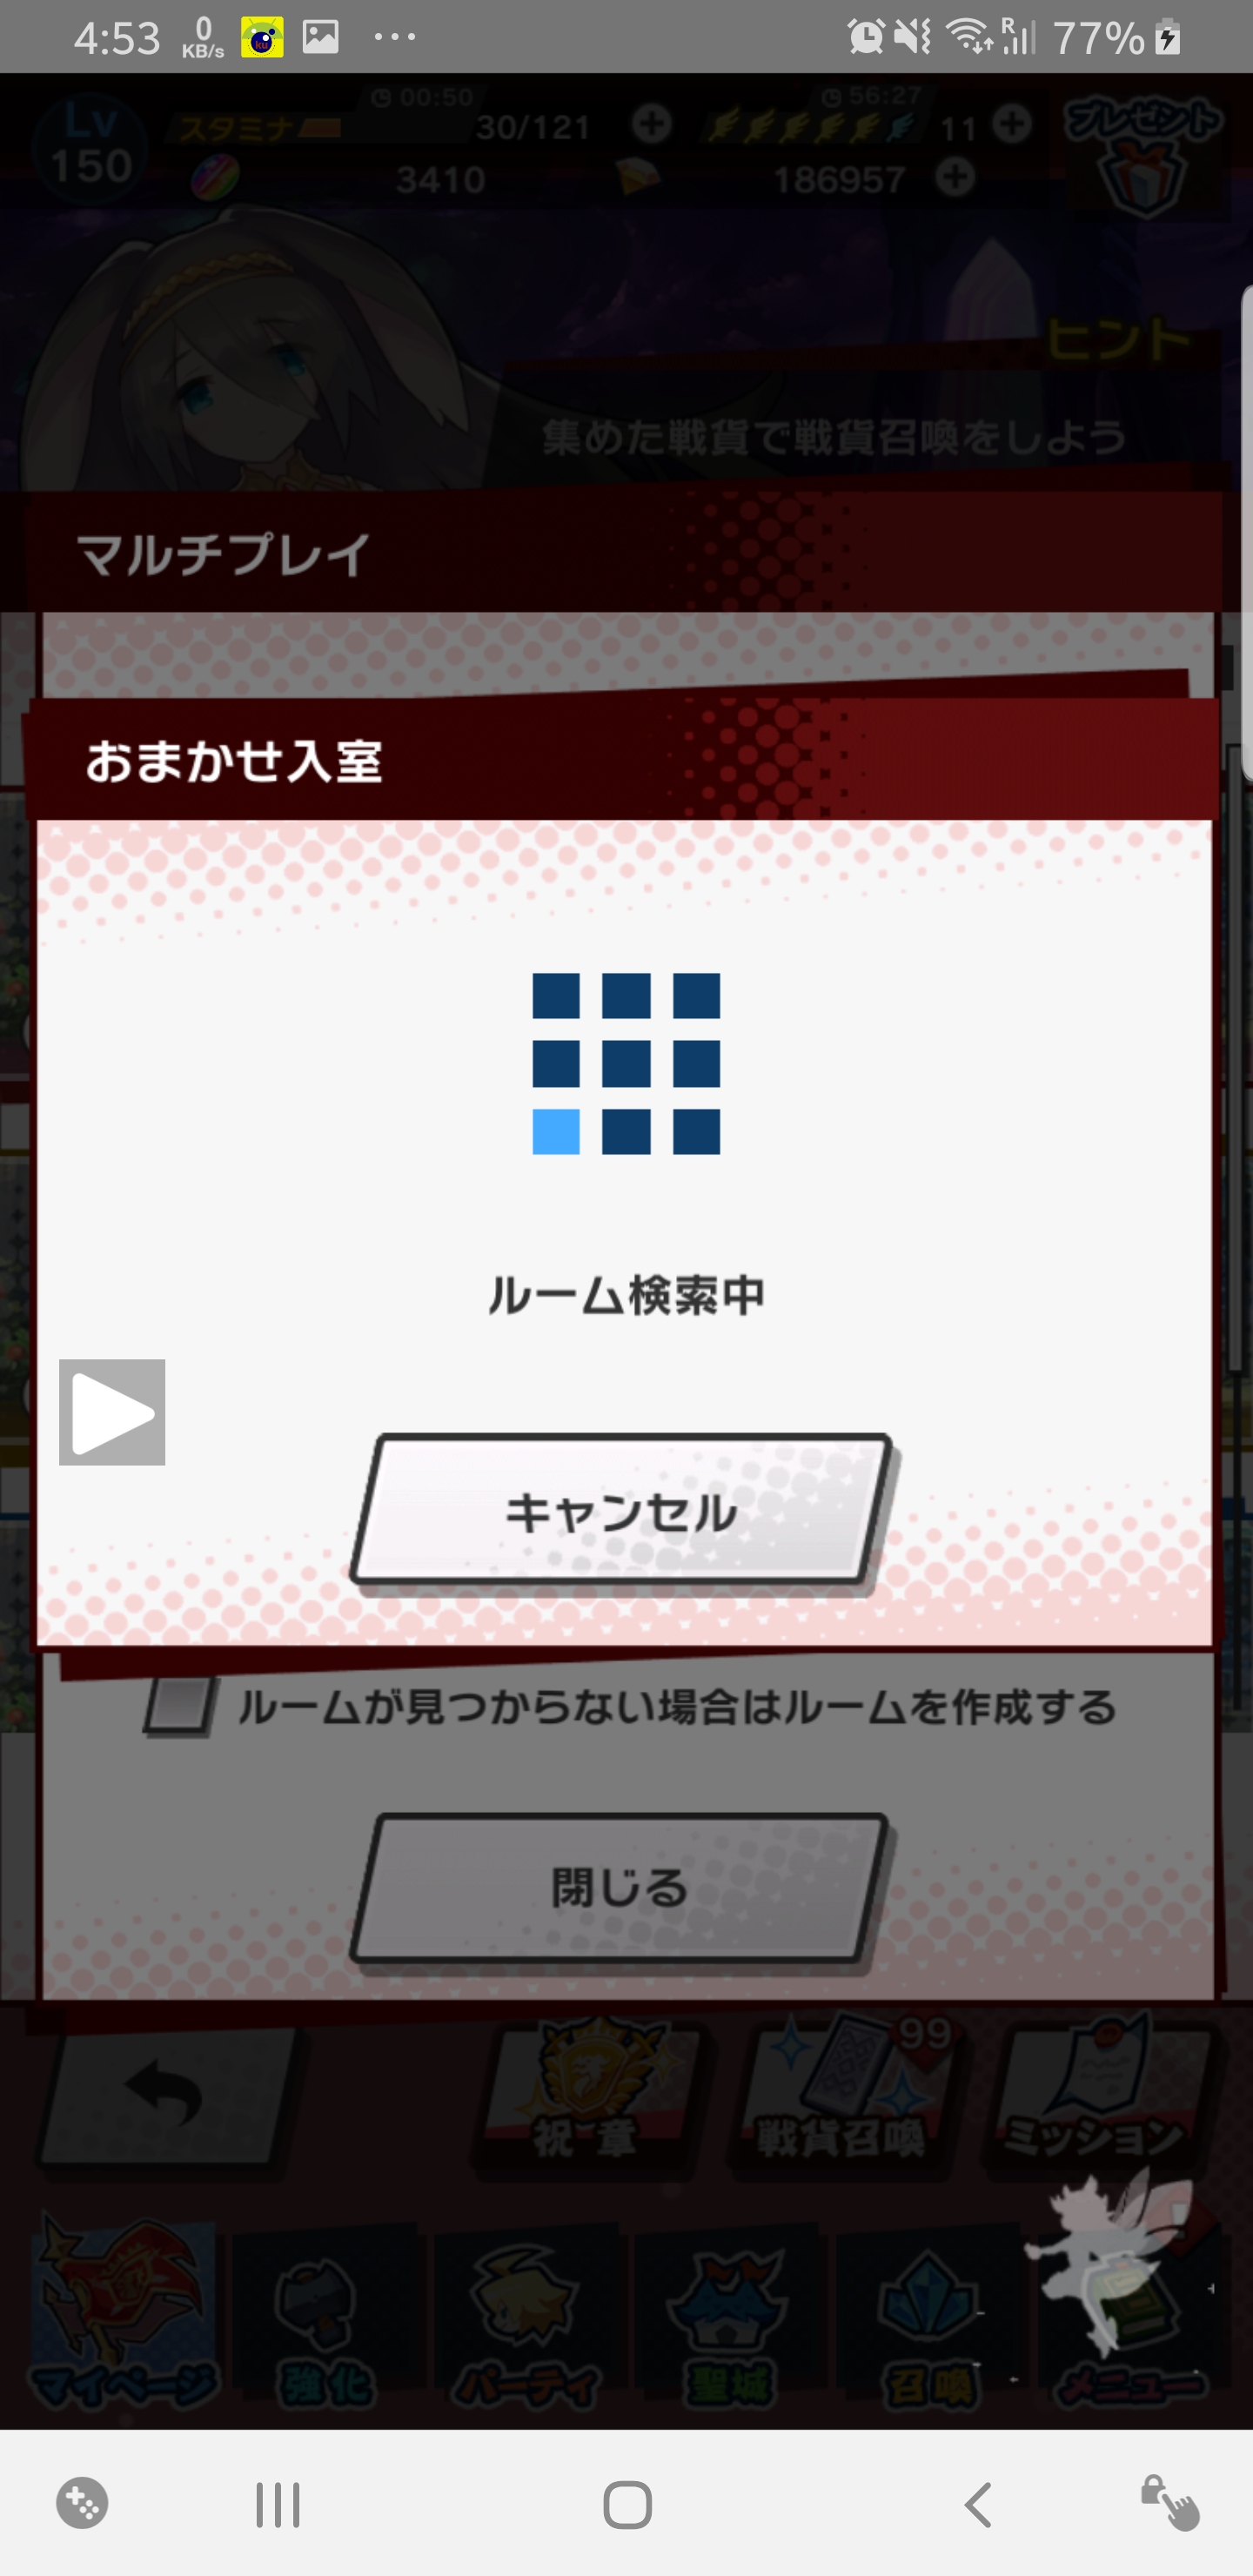 4:53 0 KB/s R 77%
Lv 150
スタミナ 00:50 30/121 56:27 11 プレゼント
3410 186957
ヒント
集めた戦貨で戦貨召喚をしよう
マルチプレイ
おまかせ入室
ルーム検索中
キャンセル
ルームが見つからない場合はルームを作成する
閉じる
祝章 戦貨召喚 99 ミッション
マイページ 強化 パーティ 聖城 召喚 メニュー